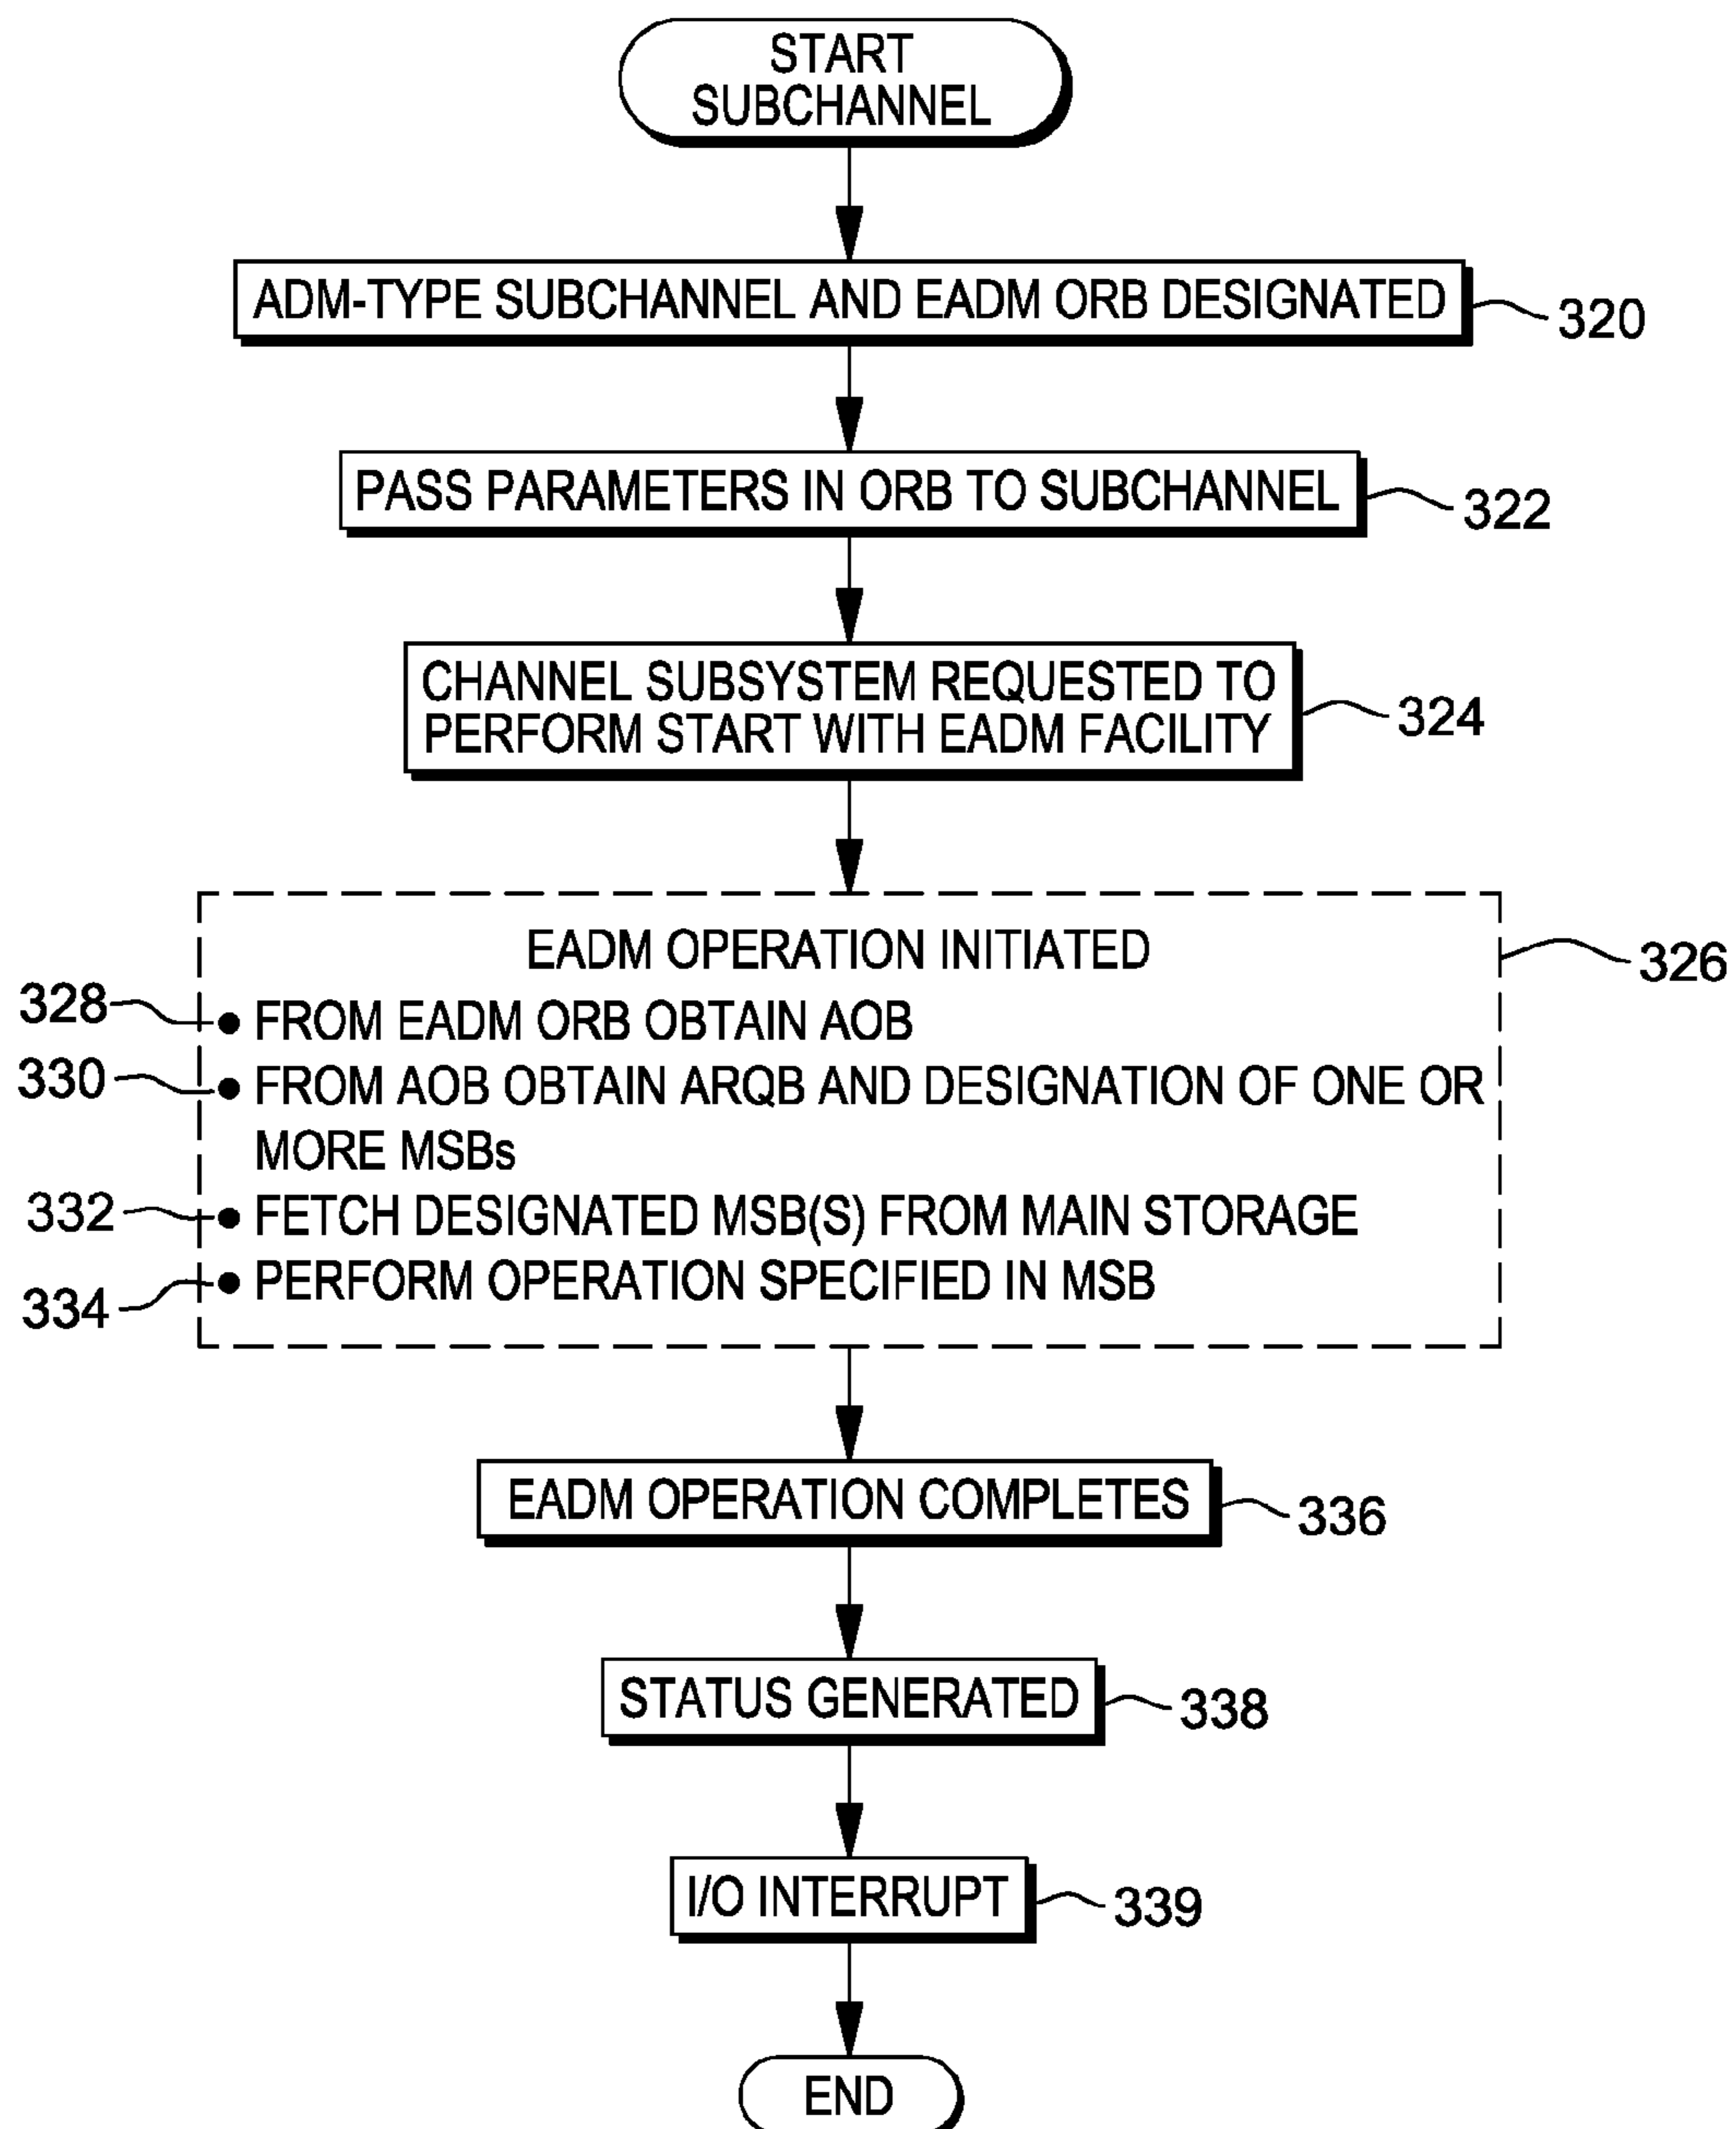 START
SUBCHANNEL
ADM-TYPE SUBCHANNEL AND EADM ORB DESIGNATED
320
PASS PARAMETERS IN ORB TO SUBCHANNEL
322
CHANNEL SUBSYSTEM REQUESTED TO
PERFORM START WITH EADM FACILITY
324
EADM OPERATION INITIATED
326
328
● FROM EADM ORB OBTAIN AOB
330
● FROM AOB OBTAIN ARQB AND DESIGNATION OF ONE OR
MORE MSBs
332
● FETCH DESIGNATED MSB(S) FROM MAIN STORAGE
334
● PERFORM OPERATION SPECIFIED IN MSB
EADM OPERATION COMPLETES
336
STATUS GENERATED
338
I/O INTERRUPT
339
END